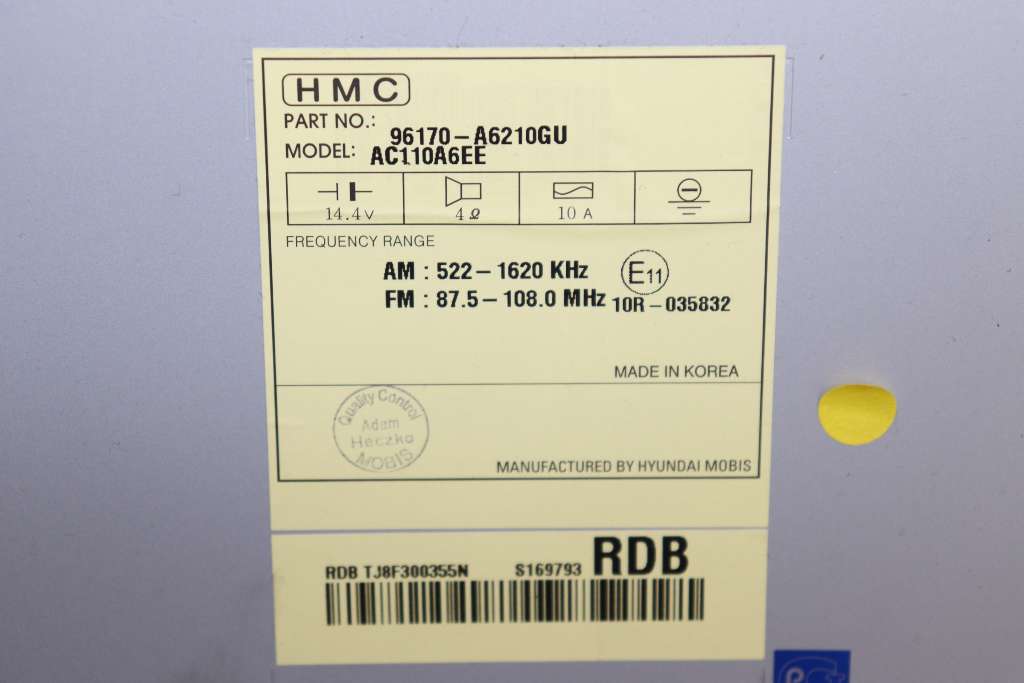 HMC
PART NO.: 96170-A6210GU
MODEL: AC110A6EE
14.4V 4Ω 10 A
FREQUENCY RANGE
AM : 522-1620 KHz E11
FM : 87.5-108.0 MHz 10R-035832
MADE IN KOREA
Quality Control
Adam
Heczko
MOBIS
MANUFACTURED BY HYUNDAI MOBIS
RDB TJ8F300355N S169793 RDB